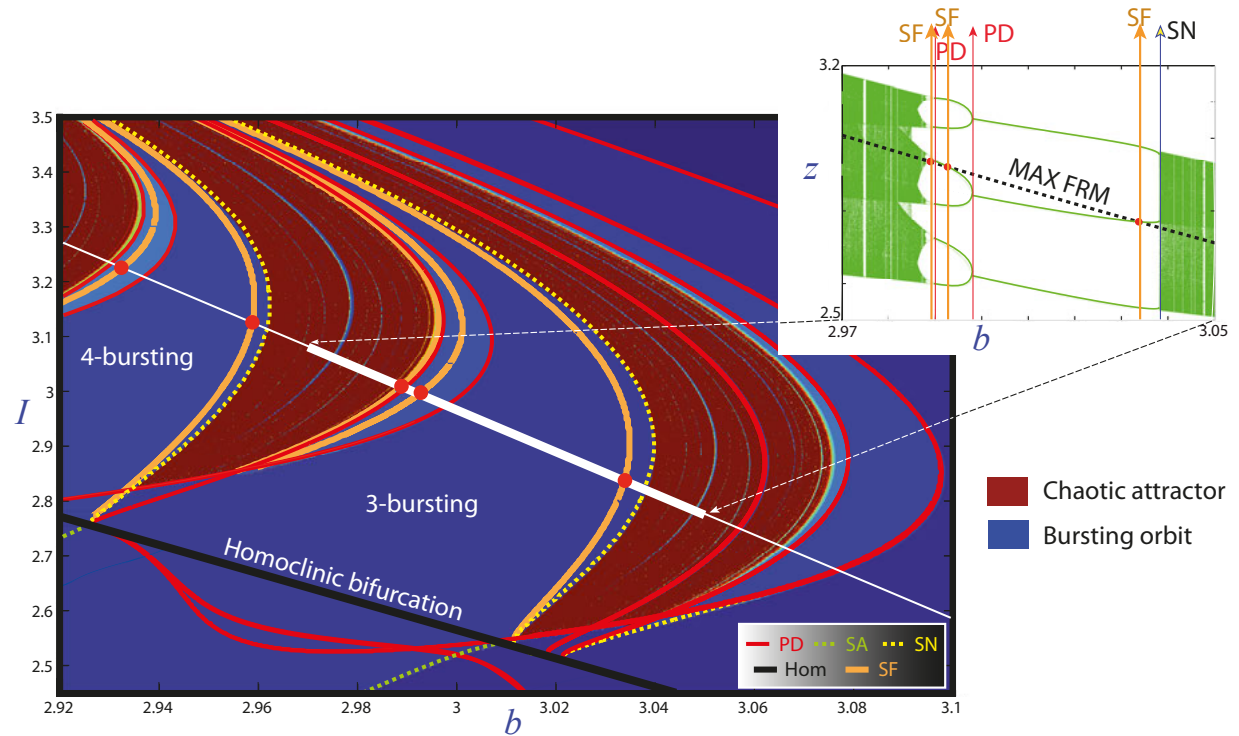 SF
SF
PD
PD
SF
SN
3.2
z
MAX FRM
2.5
2.97
b
3.05
3.5
3.4
3.3
3.2
3.1
3
2.9
2.8
2.7
2.6
2.5
I
4-bursting
3-bursting
Homoclinic bifurcation
Chaotic attractor
Bursting orbit
PD SA SN
Hom SF
2.92 2.94 2.96 2.98 3 3.02 3.04 3.06 3.08 3.1
b